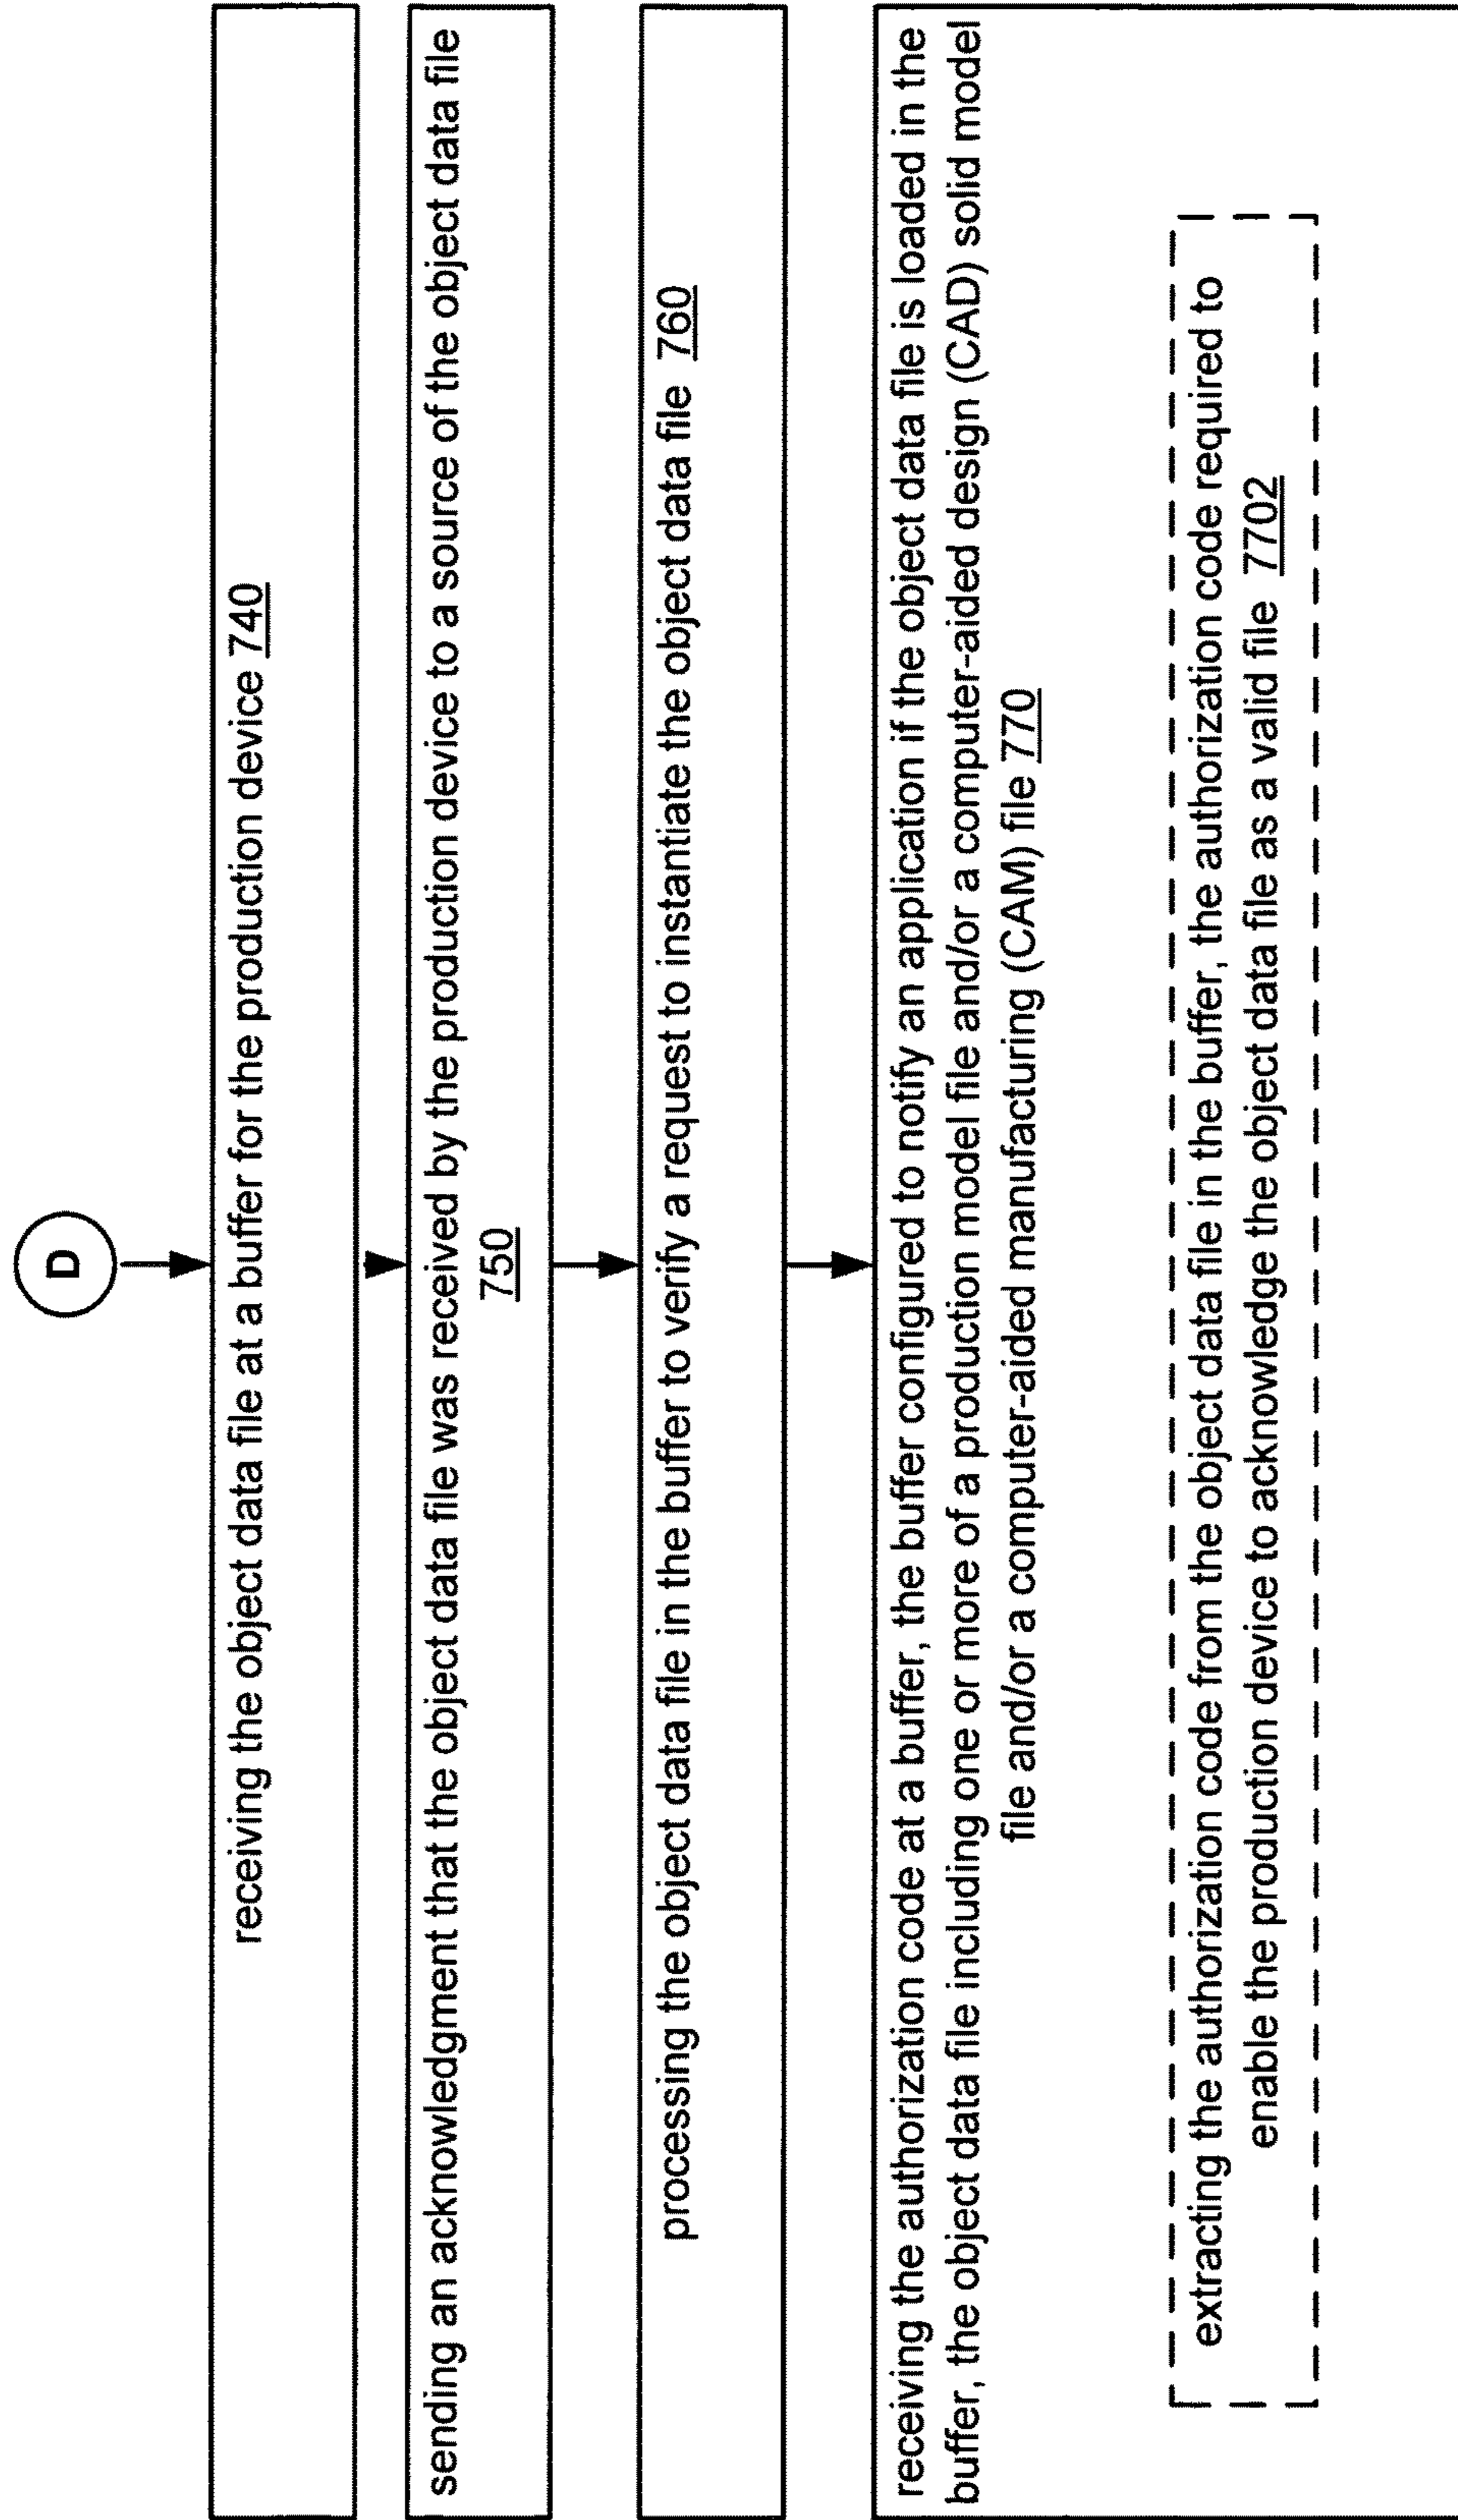 D
receiving the object data file at a buffer for the production device 740
sending an acknowledgment that the object data file was received by the production device to a source of the object data file
750
processing the object data file in the buffer to verify a request to instantiate the object data file 760
receiving the authorization code at a buffer, the buffer configured to notify an application if the object data file is loaded in the
buffer, the object data file including one or more of a production model file and/or a computer-aided design (CAD) solid model
file and/or a computer-aided manufacturing (CAM) file 770
extracting the authorization code from the object data file in the buffer, the authorization code required to
enable the production device to acknowledge the object data file as a valid file 7702